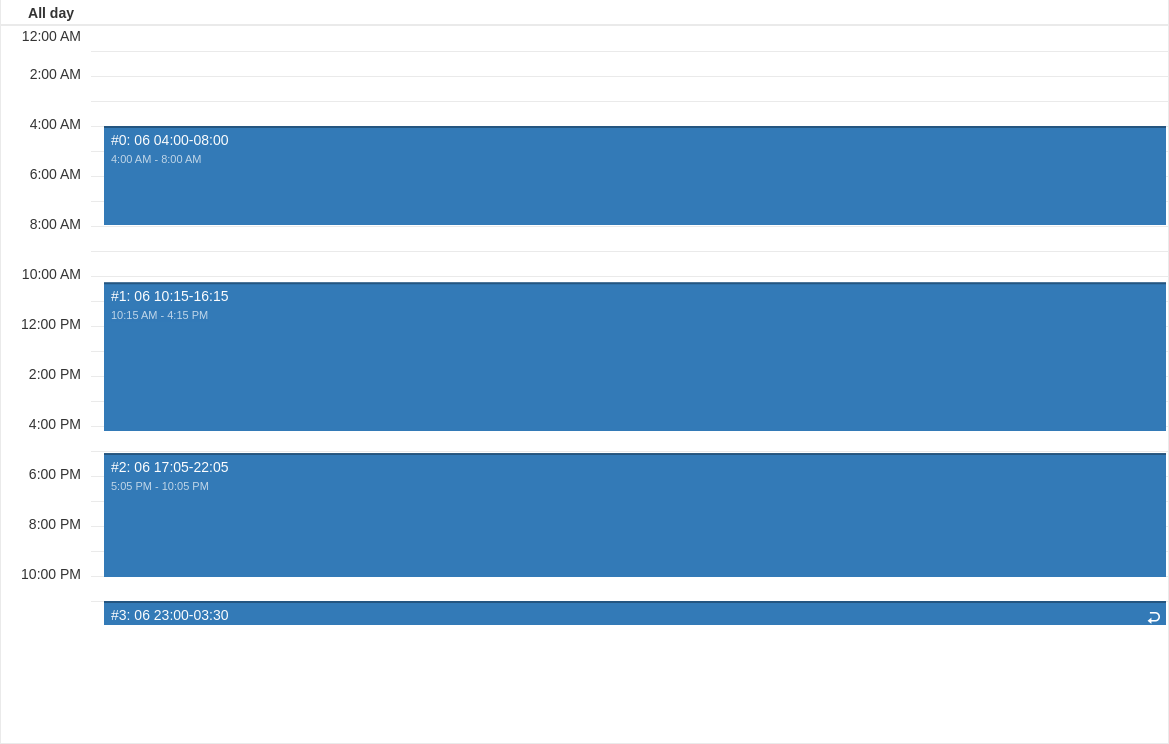 All day
12:00 AM
2:00 AM
4:00 AM
#0: 06 04:00-08:00
4:00 AM - 8:00 AM
6:00 AM
8:00 AM
10:00 AM
#1: 06 10:15-16:15
10:15 AM - 4:15 PM
12:00 PM
2:00 PM
4:00 PM
#2: 06 17:05-22:05
6:00 PM
5:05 PM - 10:05 PM
8:00 PM
10:00 PM
#3: 06 23:00-03:30